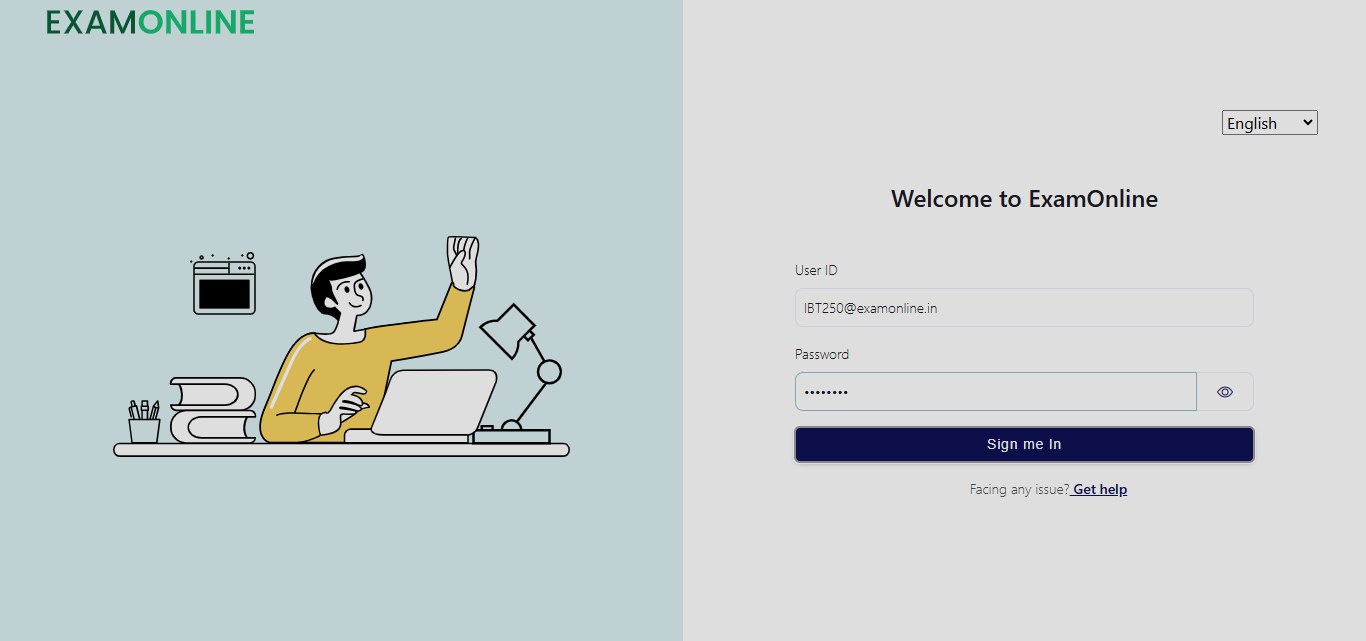 EXAMONLINE
English
Welcome to ExamOnline
User ID
IBT250@examonline.in
Password
••••••••
Sign me In
Facing any issue? Get help